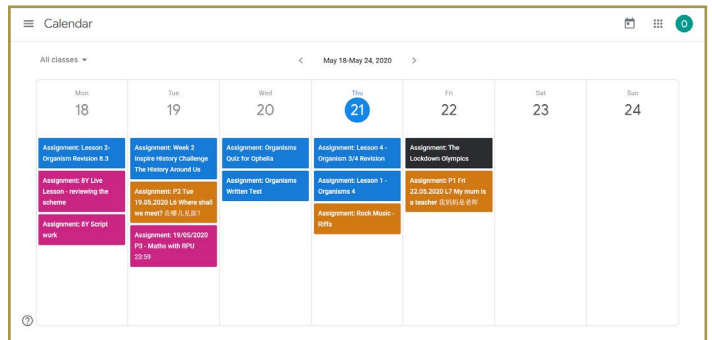 Calendar
O
All classes
May 18-May 24, 2020
Mon
18
Tue
19
Wed
20
Thu
21
Fri
22
Sat
23
Sun
24
Assignment: Lesson 2-
Organism Revision 8.3
Assignment: 8Y Live
Lesson - reviewing the
scheme
Assignment: 8Y Script
work
Assignment: Week 2
Inspire History Challenge
The History Around Us
Assignment: P2 Tue
19.05.2020 L6 Where shall
we meet? 在哪儿见面?
Assignment: 19/05/2020
P3 - Maths with RPU
23:59
Assignment: Organisms
Quiz for Ophelia
Assignment: Organisms
Written Test
Assignment: Lesson 4 -
Organism 3/4 Revision
Assignment: Lesson 1 -
Organisms 4
Assignment: Rock Music -
Riffs
Assignment: The
Lockdown Olympics
Assignment: P1 Fri
22.05.2020 L7 My mum is
a teacher 我妈妈是老师